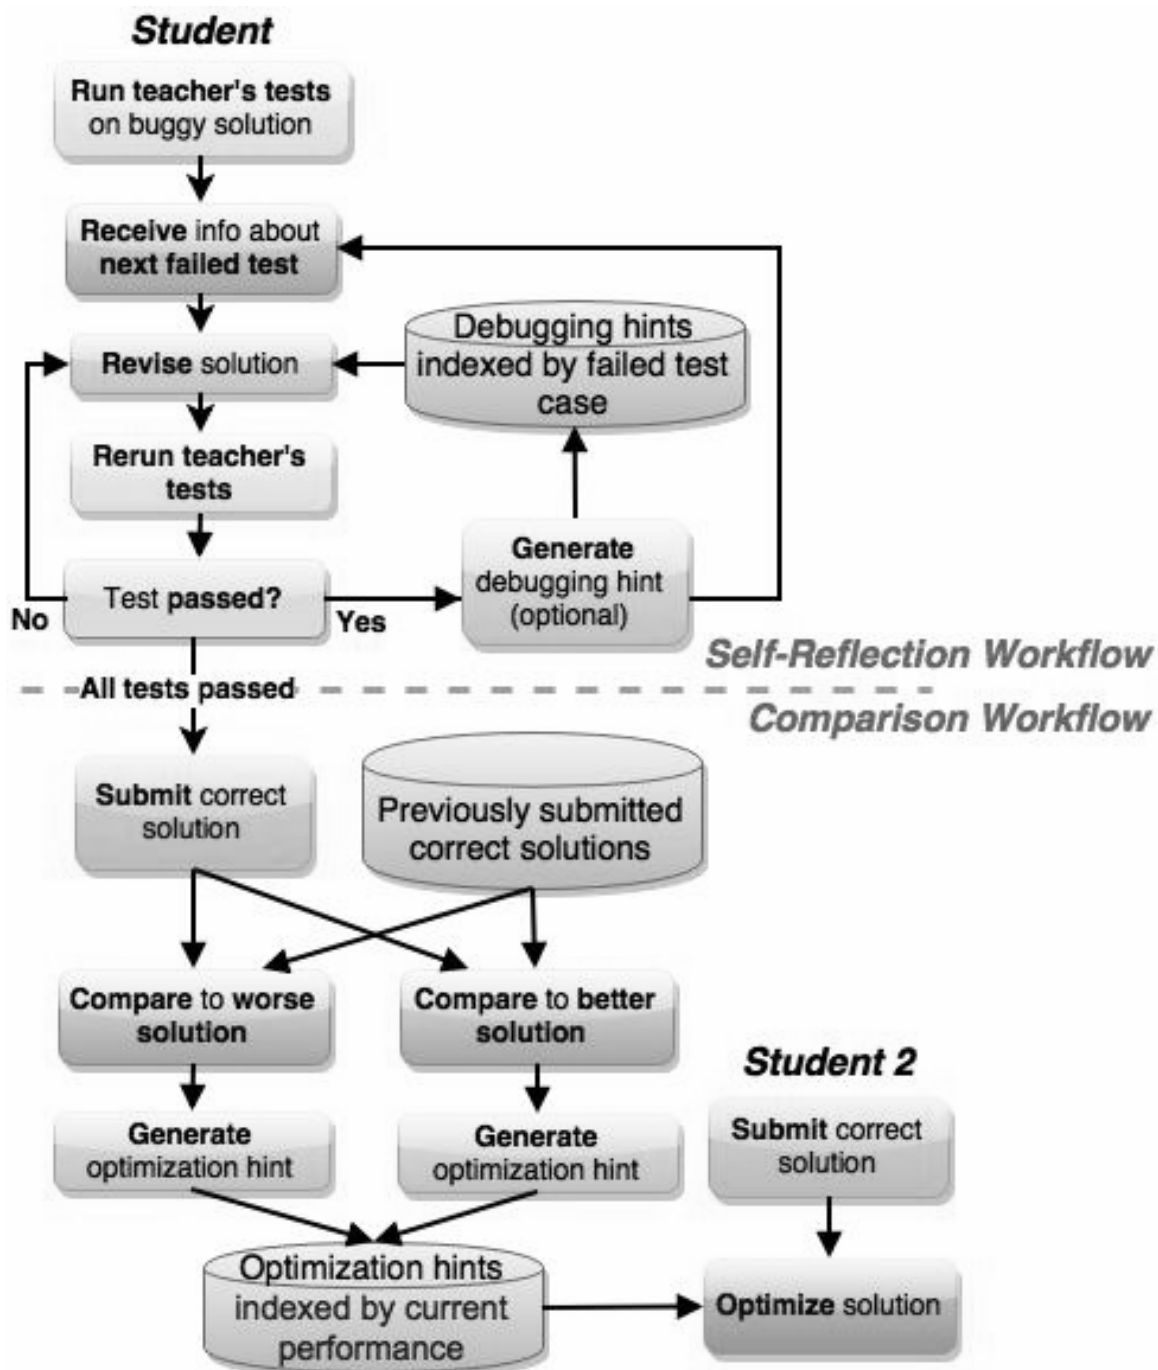 Student
Run teacher's tests
on buggy solution
Receive info about
next failed test
Debugging hints
indexed by failed test
case
Revise solution
Rerun teacher's
tests
Generate
debugging hint
(optional)
Test passed?
No
Yes
Self-Reflection Workflow
All tests passed
Comparison Workflow
Submit correct
solution
Previously submitted
correct solutions
Compare to worse
solution
Compare to better
solution
Student 2
Generate
optimization hint
Generate
optimization hint
Submit correct
solution
Optimization hints
indexed by current
performance
Optimize solution